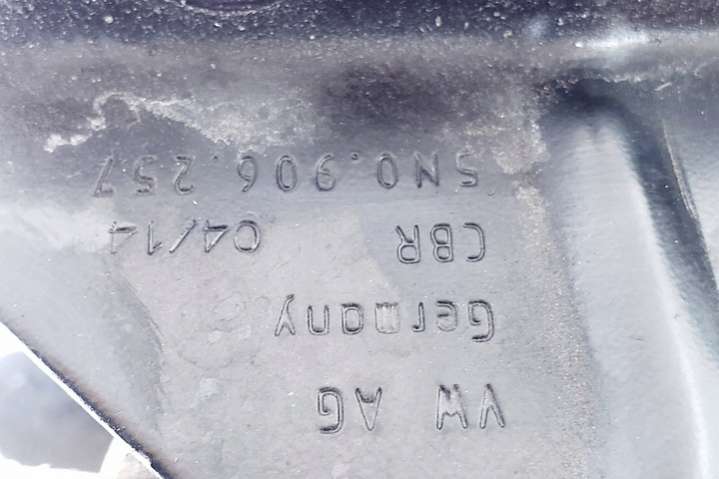 VW AG
Germany
CBR 04/14
5N0.906.257